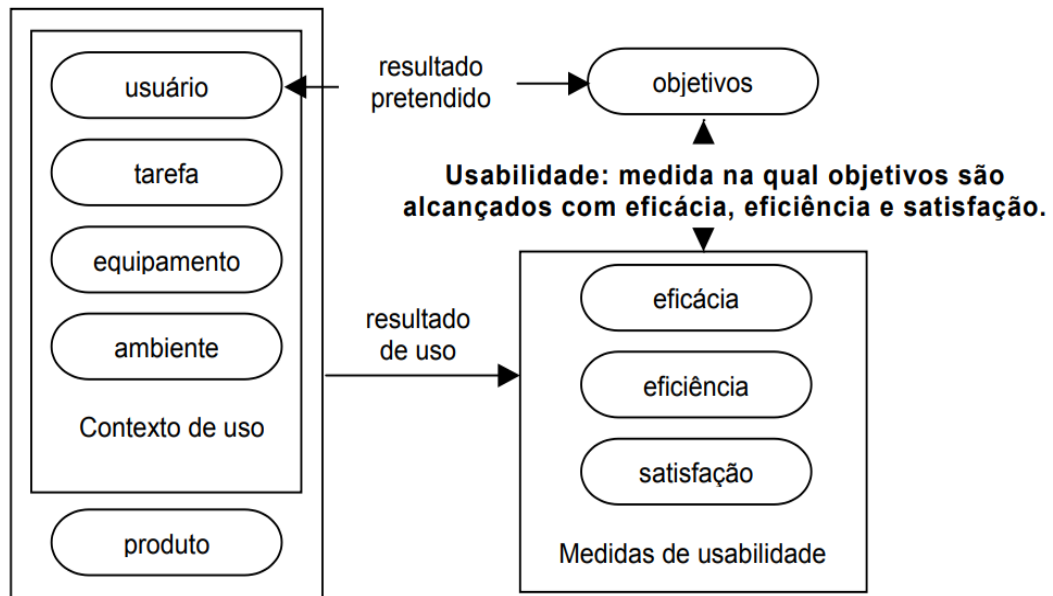 usuário
tarefa
equipamento
ambiente
Contexto de uso
produto
resultado
pretendido
objetivos
Usabilidade: medida na qual objetivos são
alcançados com eficácia, eficiência e satisfação.
resultado
de uso
eficácia
eficiência
satisfação
Medidas de usabilidade